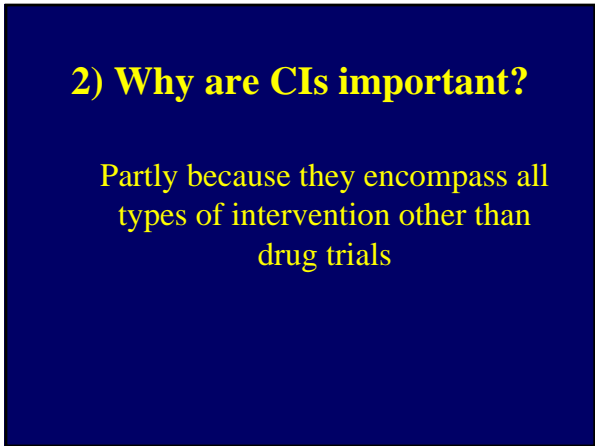 2) Why are CIs important?
Partly because they encompass all
types of intervention other than
drug trials